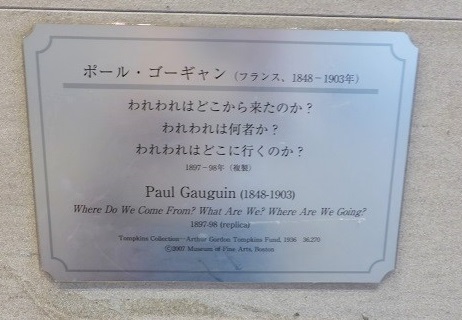 ポール・ゴーギャン（フランス、1848－1903年）
われわれはどこから来たのか？
われわれは何者か？
われわれはどこに行くのか？
1897－98年（複製）
Paul Gauguin (1848-1903)
Where Do We Come From? What Are We? Where Are We Going?
1897-98 (replica)
Tompkins Collection—Arthur Gordon Tompkins Fund, 1936 36.270
©2007 Museum of Fine Arts, Boston